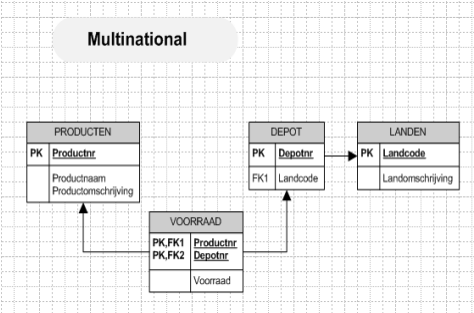 Multinational
PRODUCTEN
PK Productnr
Productnaam
Productomschrijving
DEPOT
PK Depotnr
FK1 Landcode
LANDEN
PK Landcode
Landomschrijving
VOORRAAD
PK,FK1 Productnr
PK,FK2 Depotnr
Voorraad